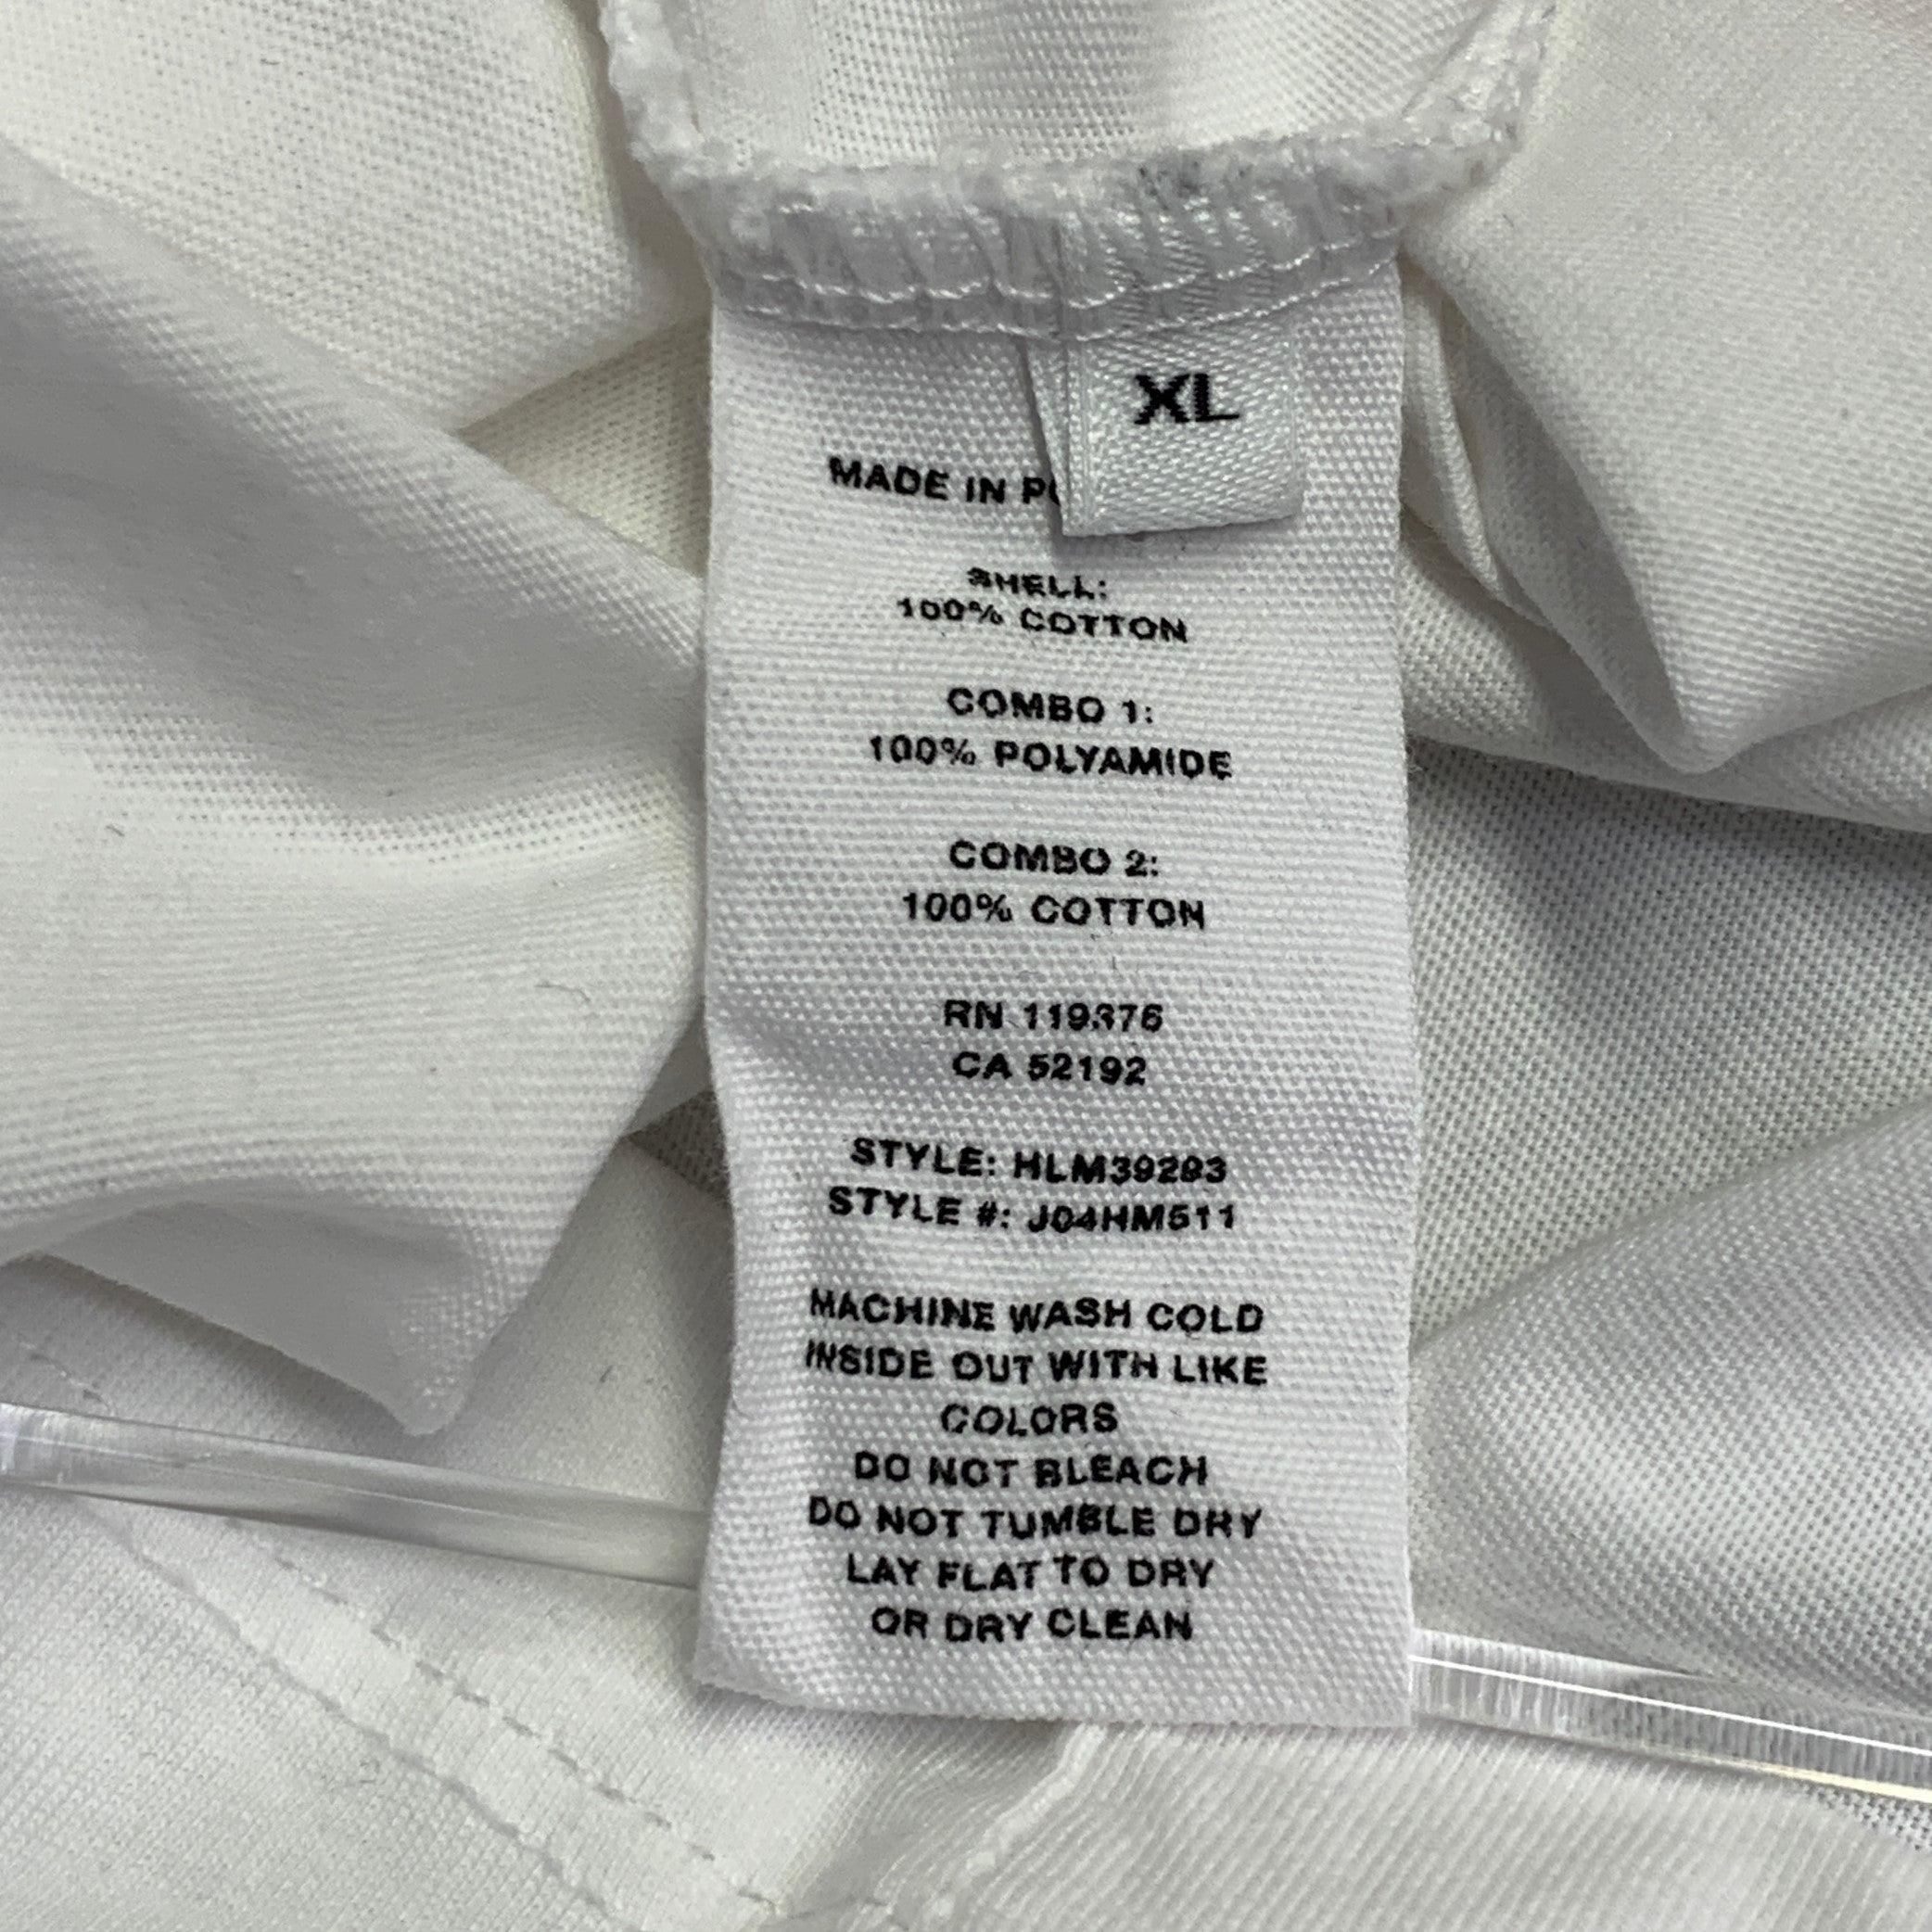 XL
MADE IN
SHELL:
100% COTTON
COMBO 1:
100% POLYAMIDE
COMBO 2:
100% COTTON
RN 119376
CA 52192
STYLE: HLM39283
STYLE #: J04HM511
MACHINE WASH COLD
INSIDE OUT WITH LIKE
COLORS
DO NOT BLEACH
DO NOT TUMBLE DRY
LAY FLAT TO DRY
OR DRY CLEAN